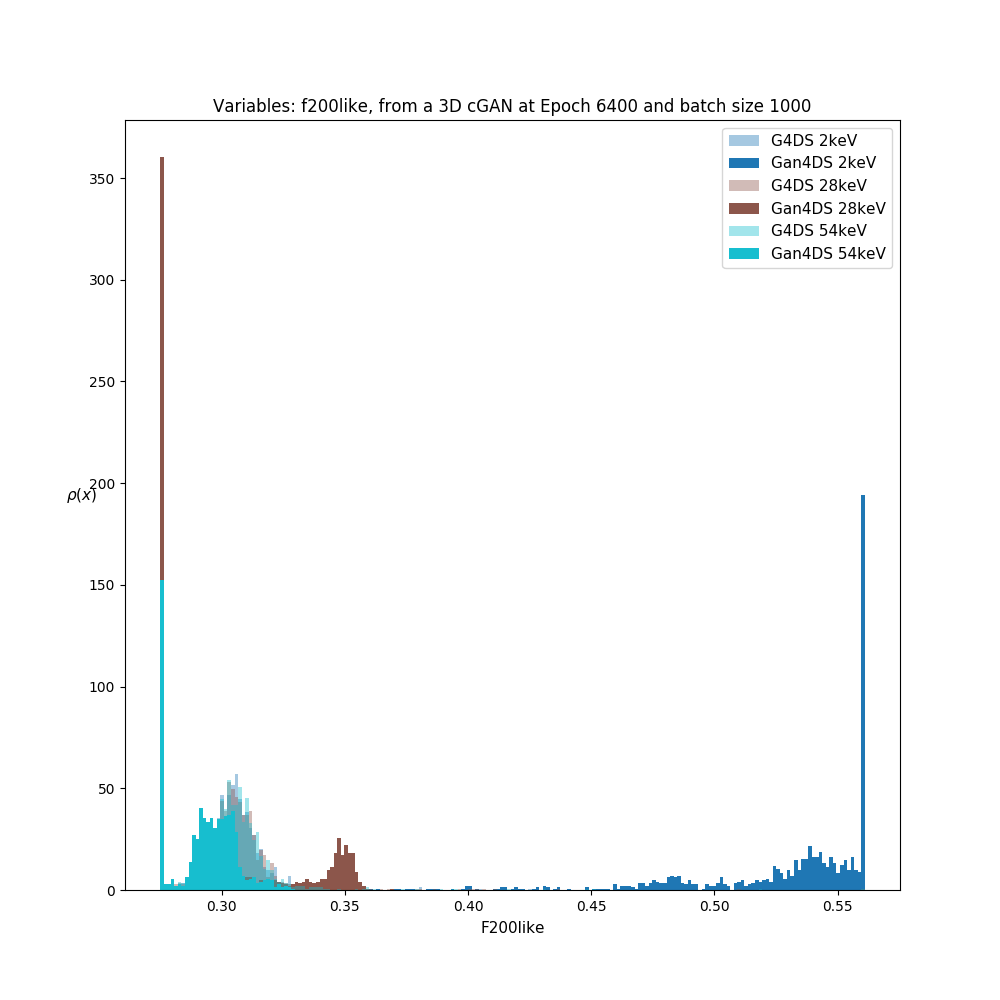 Variables: f200like, from a 3D cGAN at Epoch 6400 and batch size 1000
G4DS 2keV
Gan4DS 2keV
G4DS 28keV
Gan4DS 28keV
G4DS 54keV
Gan4DS 54keV
350
300
250
200
ρ(x)
150
100
50
0
0.30 0.35 0.40 0.45 0.50 0.55
F200like